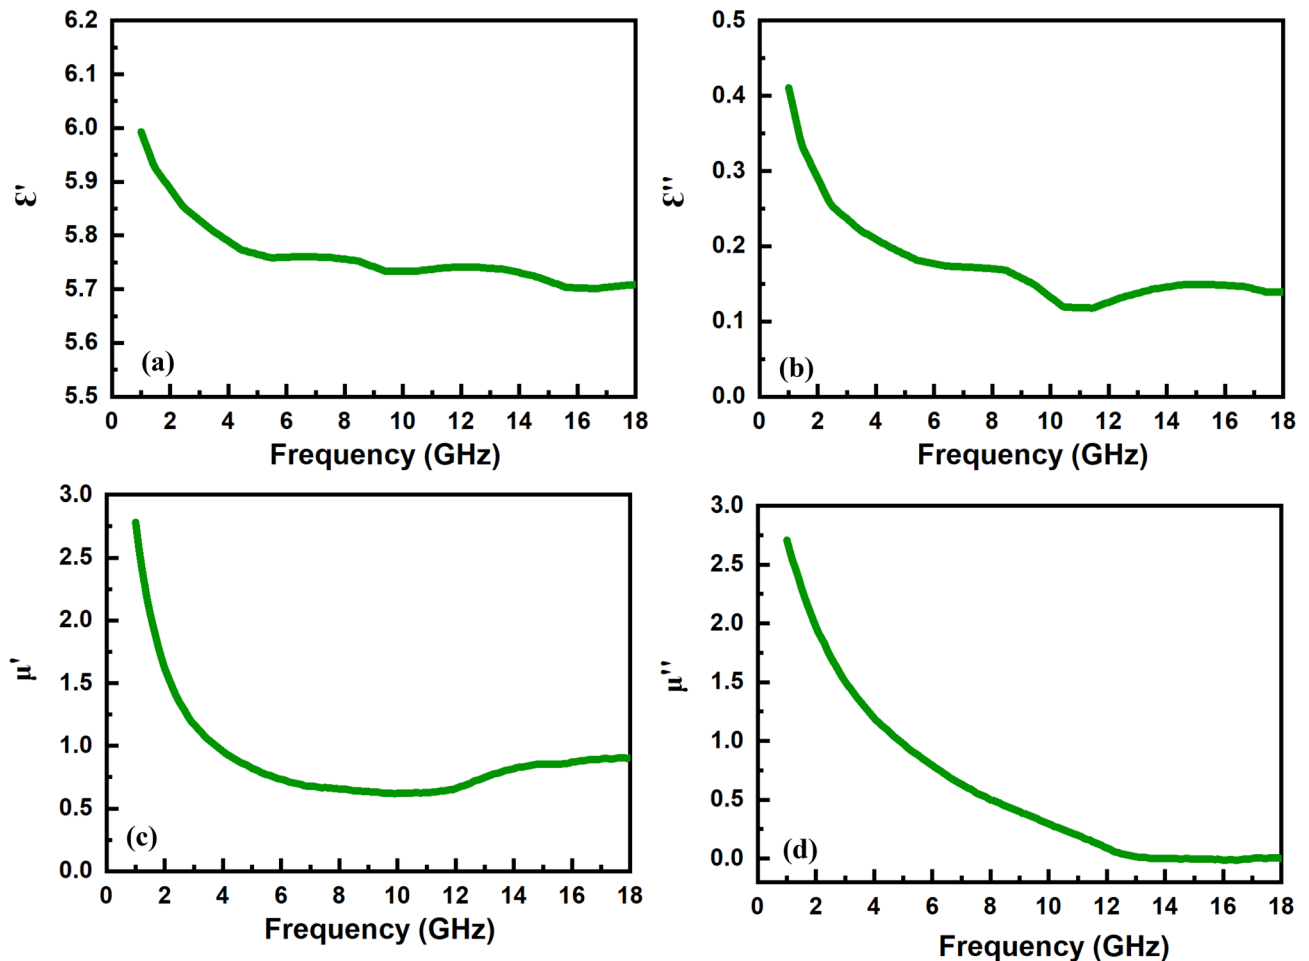 6.2
6.1
6.0
5.9
5.8
5.7
5.6
5.5
ε'
(a)
0 2 4 6 8 10 12 14 16 18
Frequency (GHz)
0.5
0.4
0.3
0.2
0.1
0.0
ε''
(b)
0 2 4 6 8 10 12 14 16 18
Frequency (GHz)
3.0
2.5
2.0
1.5
1.0
0.5
0.0
μ'
(c)
0 2 4 6 8 10 12 14 16 18
Frequency (GHz)
3.0
2.5
2.0
1.5
1.0
0.5
0.0
μ''
(d)
0 2 4 6 8 10 12 14 16 18
Frequency (GHz)